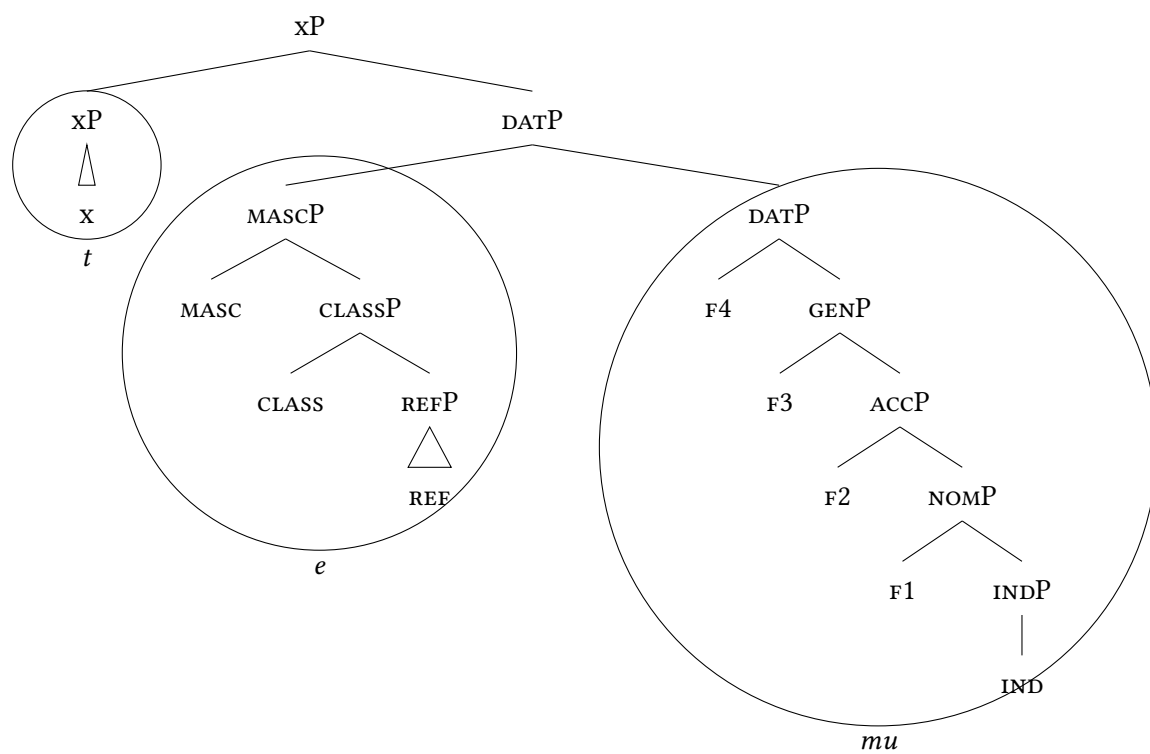 xP
xP DATP
x MASCP DATP
t
MASC CLASSP F4 GENP
CLASS REFP F3 ACCP
REF F2 NOMP
e
F1 INDP
IND
mu